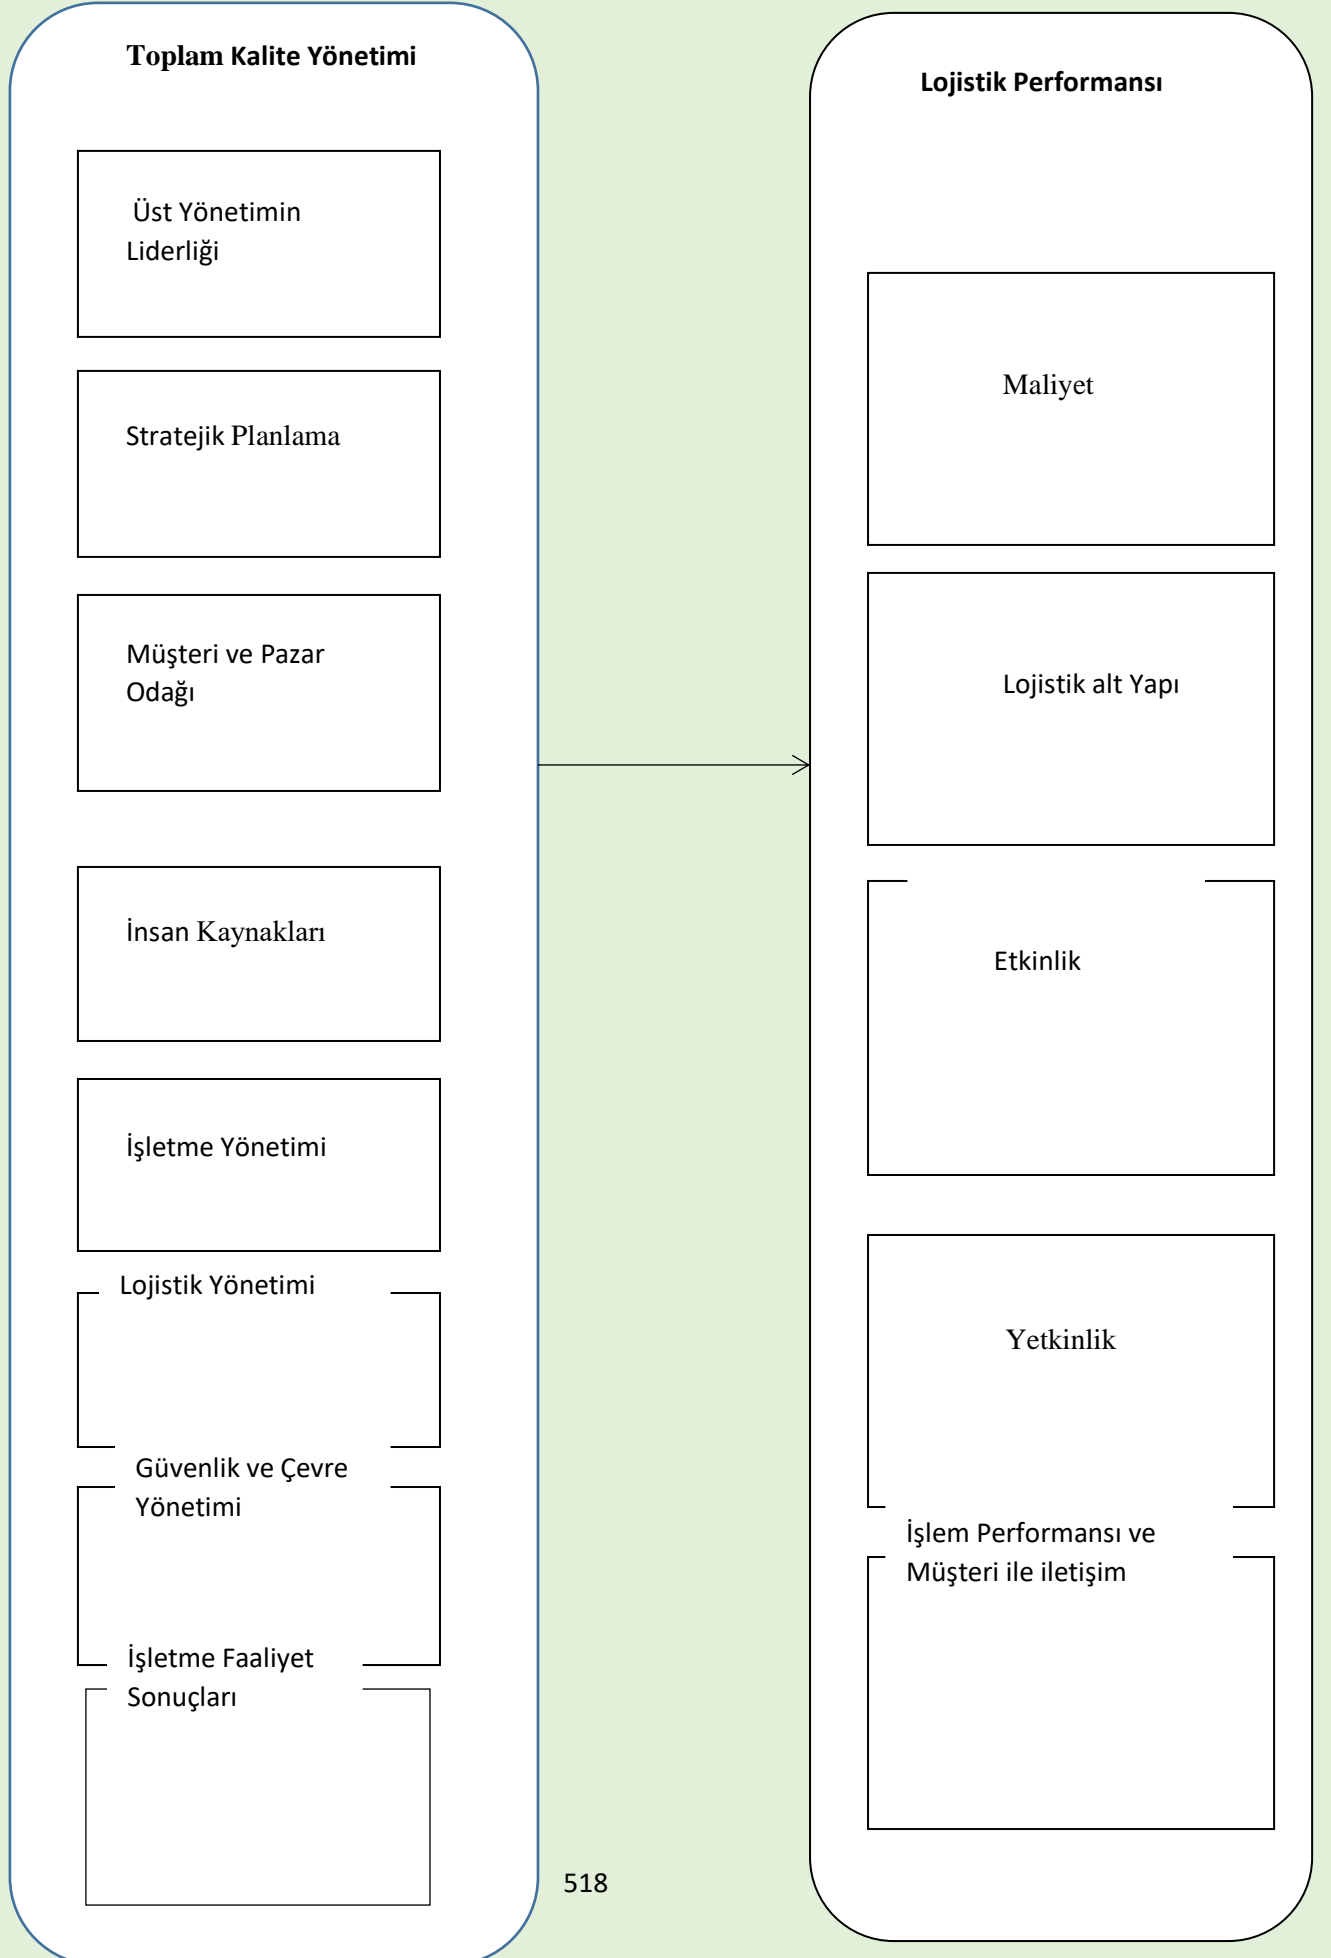 Toplam Kalite Yönetimi
Üst Yönetimin
Liderliği
Stratejik Planlama
Müşteri ve Pazar
Odağı
İnsan Kaynakları
İşletme Yönetimi
Lojistik Yönetimi
Güvenlik ve Çevre
Yönetimi
İşletme Faaliyet
Sonuçları
Lojistik Performansı
Maliyet
Lojistik alt Yapı
Etkinlik
Yetkinlik
İşlem Performansı ve
Müşteri ile iletişim
518